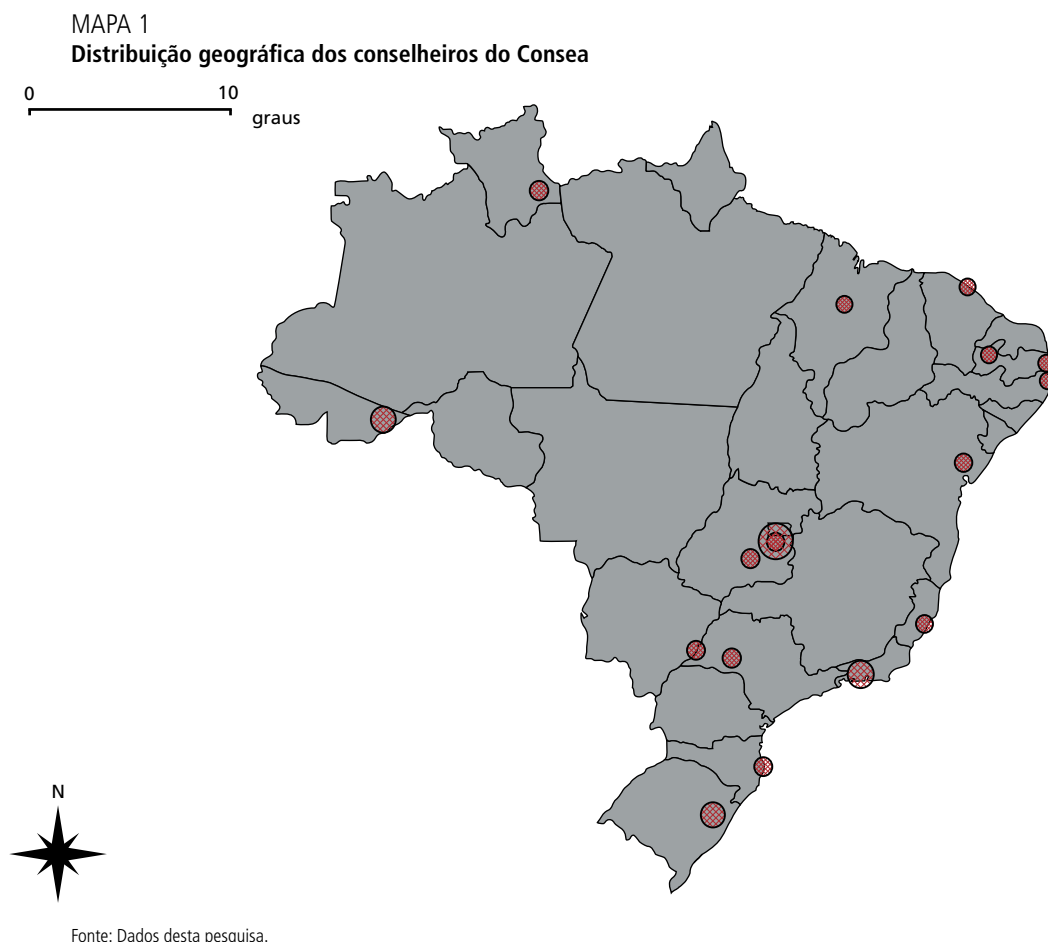 MAPA 1
Distribuição geográfica dos conselheiros do Consea
0 10
graus
N
Fonte: Dados desta pesquisa.